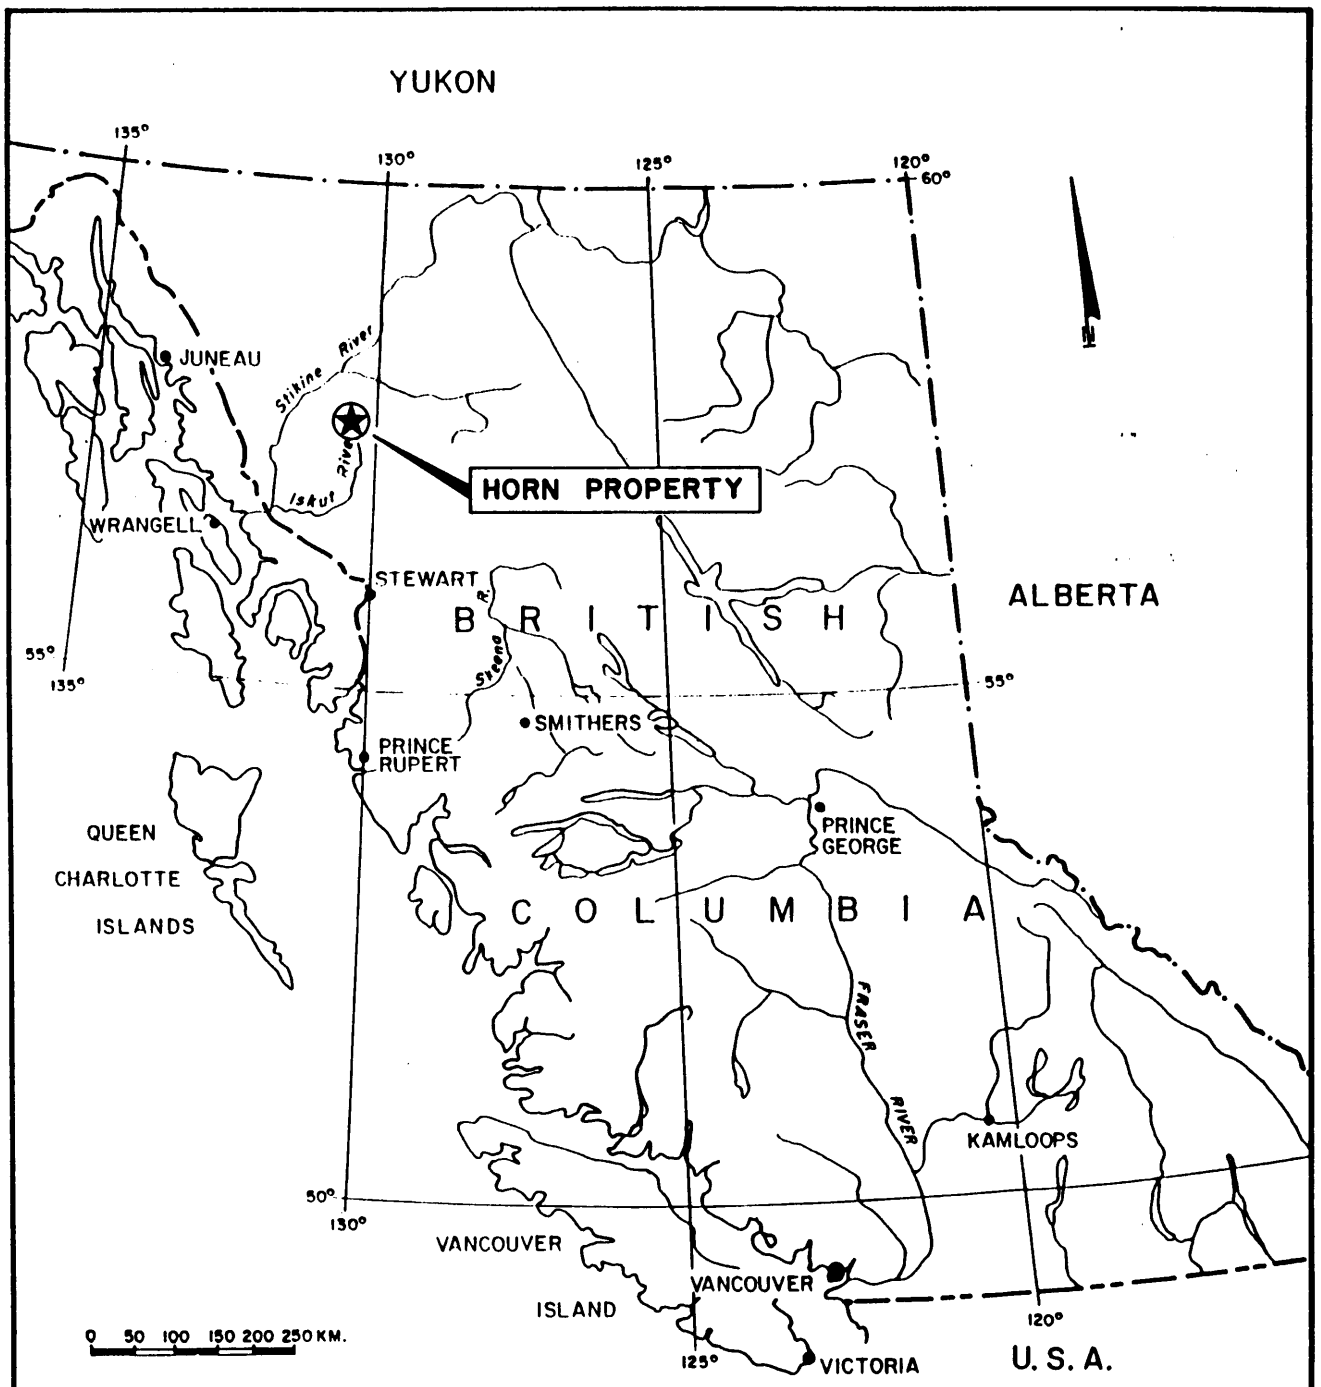 YUKON
135°
130°
125°
120°
60°
N
JUNEAU
Stikine River
Iskut River
HORN PROPERTY
WRANGELL
STEWART
ALBERTA
BRITISH
Skeena R.
55°
135°
55°
SMITHERS
PRINCE
RUPERT
QUEEN
CHARLOTTE
ISLANDS
PRINCE
GEORGE
COLUMBIA
FRASER
RIVER
KAMLOOPS
50°
130°
VANCOUVER
ISLAND
VANCOUVER
120°
0 50 100 150 200 250 KM.
125°
VICTORIA
U.S.A.